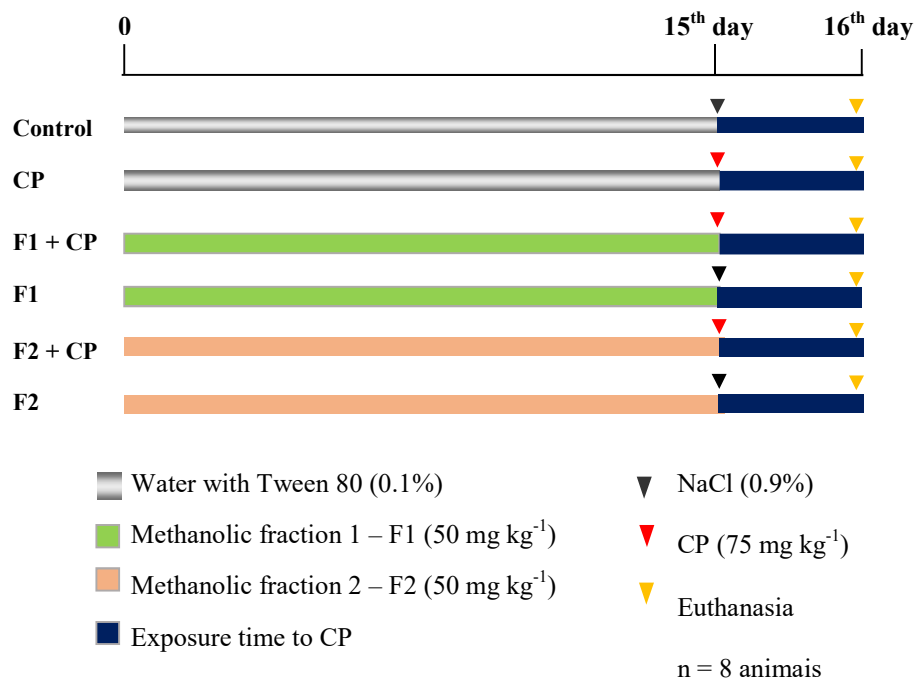 0 15th day 16th day
Control
CP
F1 + CP
F1
F2 + CP
F2
Water with Tween 80 (0.1%)
Methanolic fraction 1 – F1 (50 mg kg-1)
Methanolic fraction 2 – F2 (50 mg kg-1)
Exposure time to CP
NaCl (0.9%)
CP (75 mg kg-1)
Euthanasia
n = 8 animais